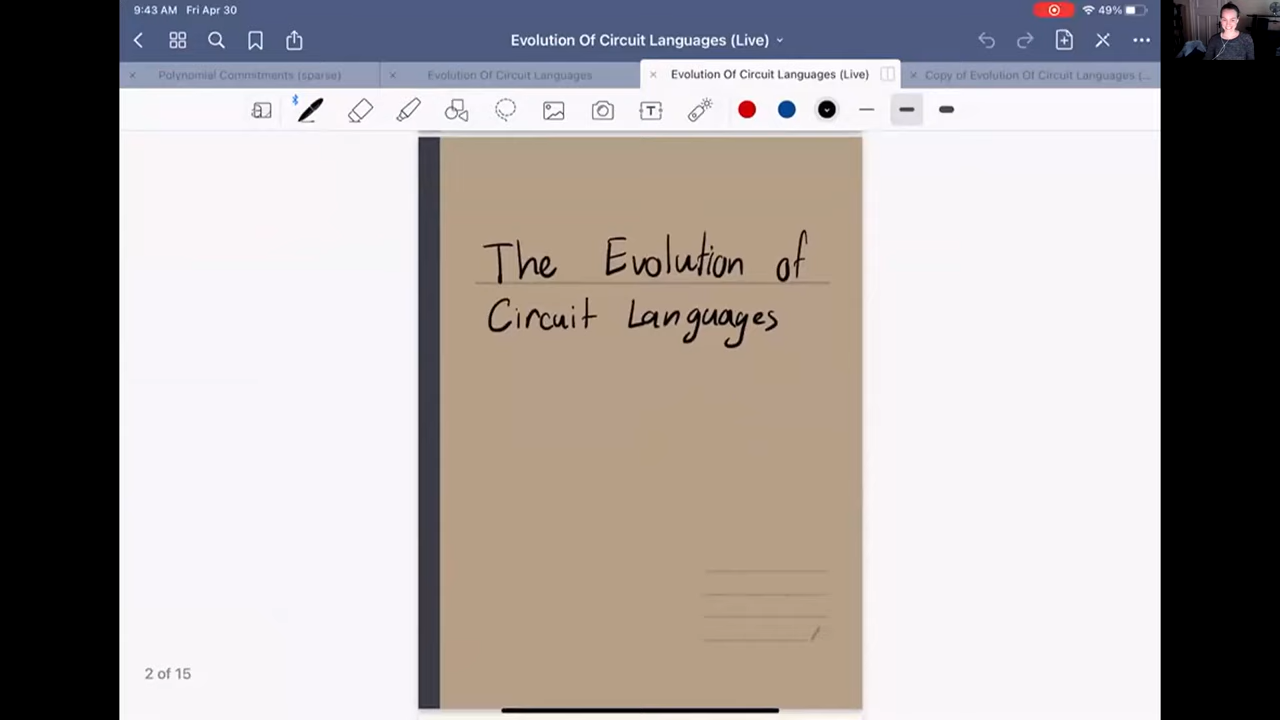 9:43 AM Fri Apr 30
49%
Evolution Of Circuit Languages (Live)
Polynomial Commitments (sparse)
Evolution Of Circuit Languages
Evolution Of Circuit Languages (Live)
Copy of Evolution Of Circuit Languages (...
T
The Evolution of
Circuit Languages
2 of 15